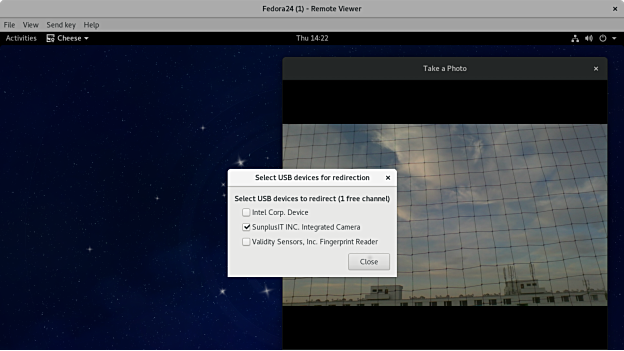 Fedora24 (1) - Remote Viewer
×
File View Send key Help
Activities Cheese Thu 14:22
Take a Photo ×
Select USB devices for redirection ×
Select USB devices to redirect (1 free channel)
Intel Corp. Device
SunplusIT INC. Integrated Camera
Validity Sensors, Inc. Fingerprint Reader
Close